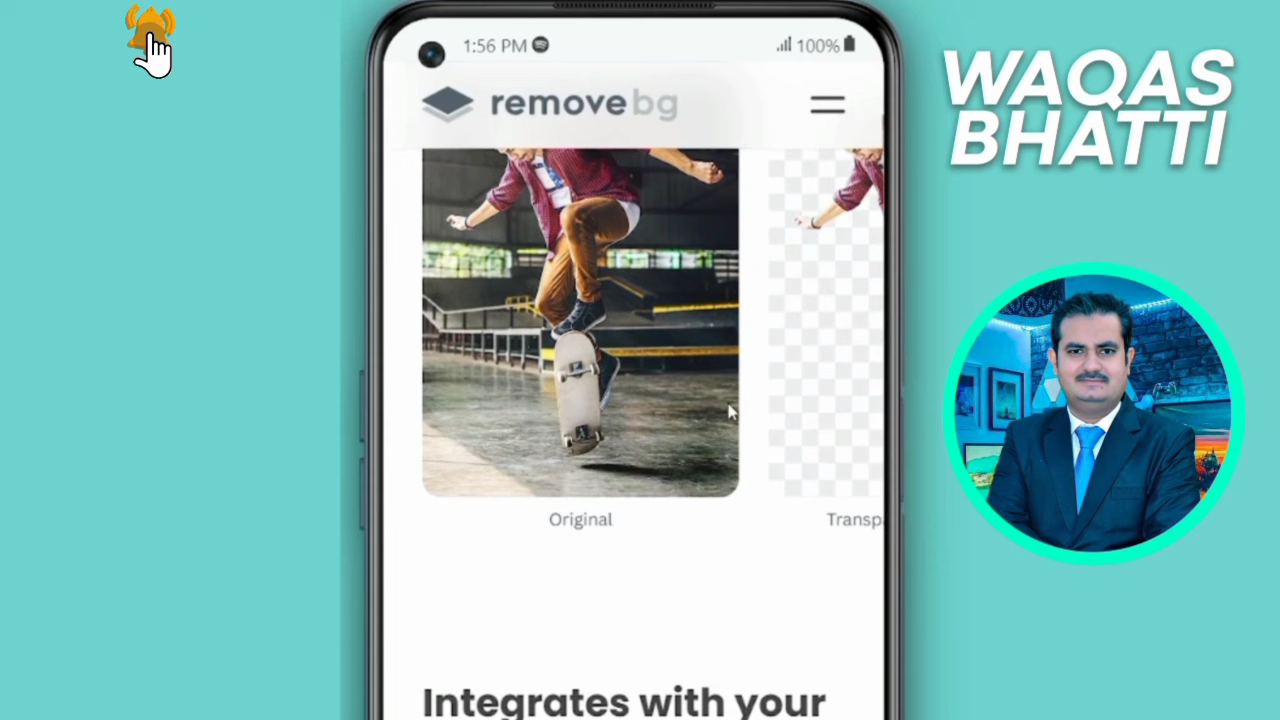 1:56 PM
100%
remove bg
WAQAS
BHATTI
Original
Transp
Integrates with your